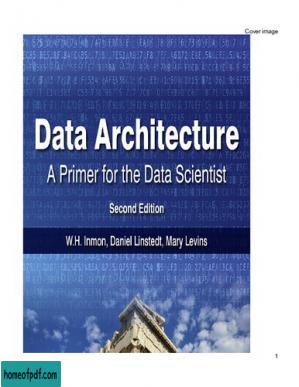 Cover image
Data Architecture
A Primer for the Data Scientist
Second Edition
W.H. Inmon, Daniel Linstedt, Mary Levins
1
homeofpdf.com